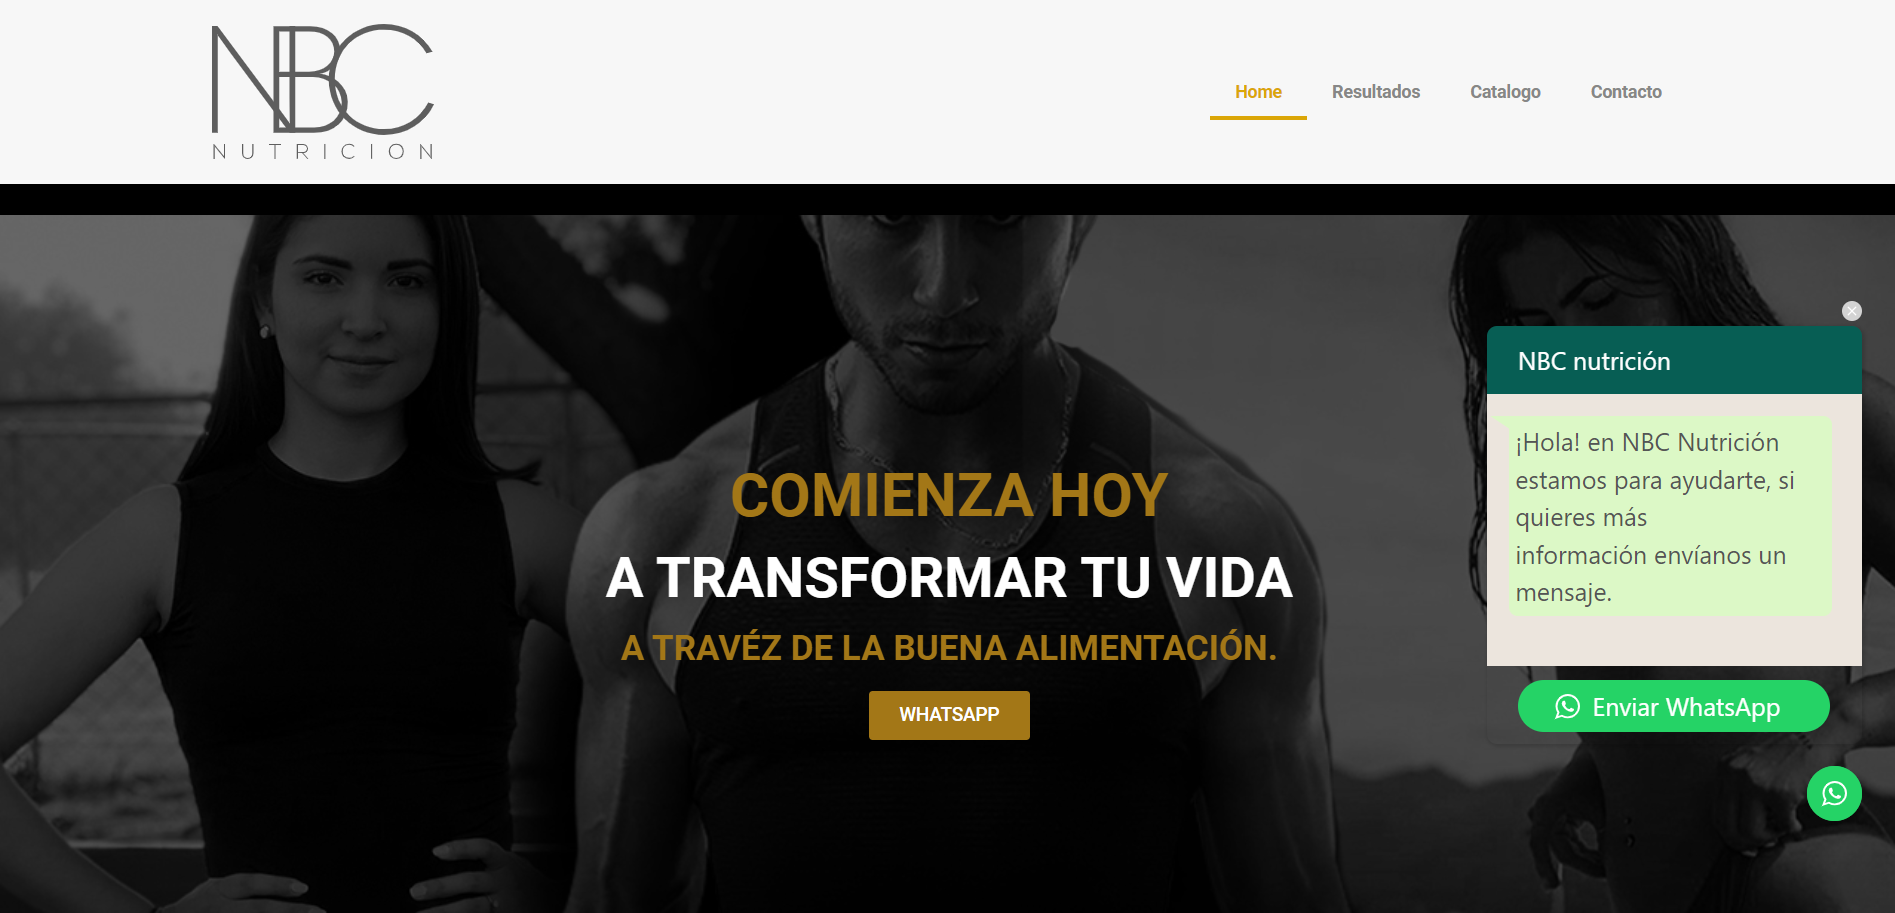 NBC
NUTRICION
Home
Resultados
Catalogo
Contacto
COMIENZA HOY
A TRANSFORMAR TU VIDA
A TRAVÉZ DE LA BUENA ALIMENTACIÓN.
WHATSAPP
NBC nutrición
¡Hola! en NBC Nutrición
estamos para ayudarte, si
quieres más
información envíanos un
mensaje.
Enviar WhatsApp